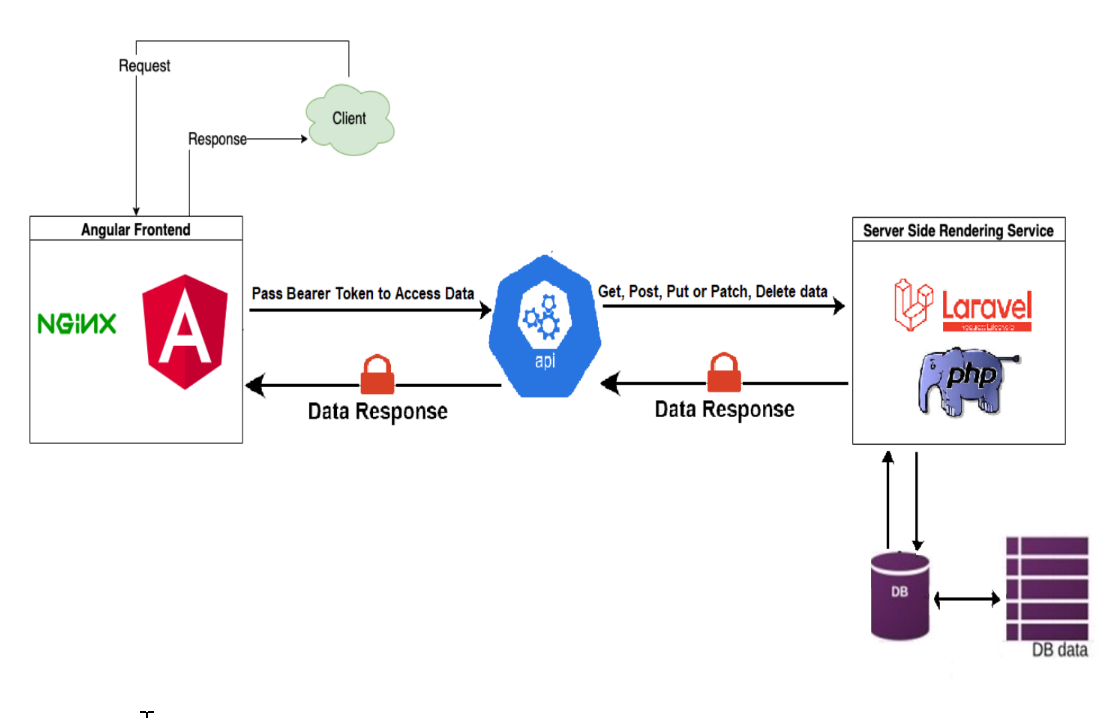 Request
Client
Response
Angular Frontend
NGiNX
A
Pass Bearer Token to Access Data
Data Response
api
Get, Post, Put or Patch, Delete data
Data Response
Server Side Rendering Service
Laravel
php
DB
DB data